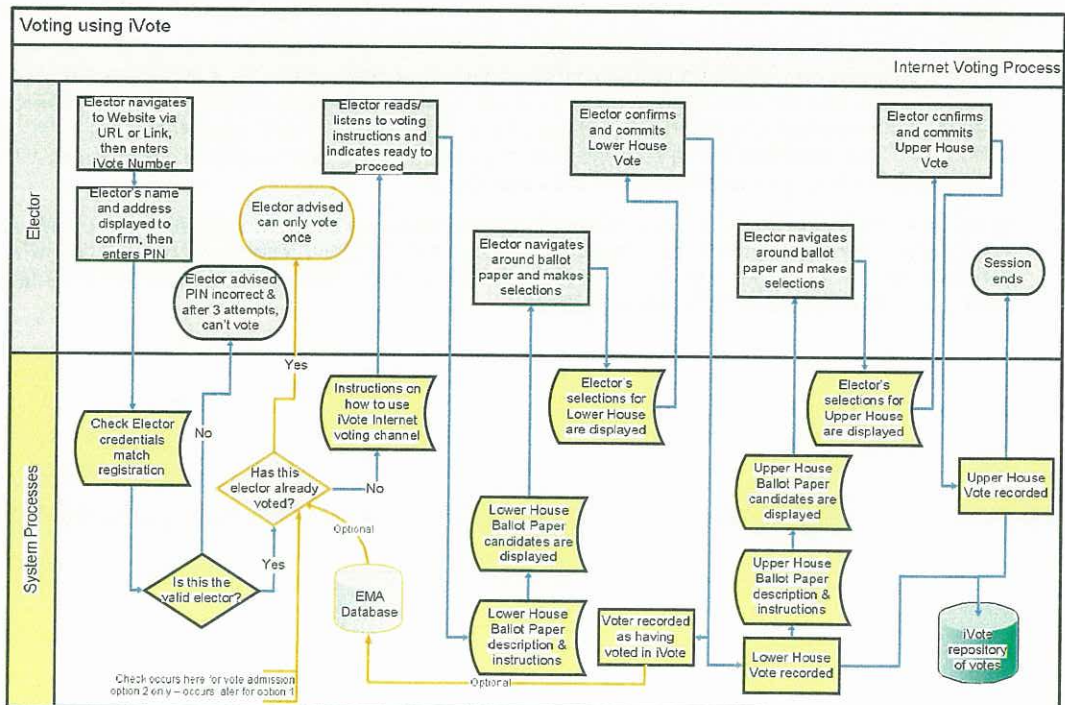 Voting using iVote
Internet Voting Process
Elector
Elector navigates
to Website via
URL or Link,
then enters
iVote Number
Elector's name
and address
displayed to
confirm, then
enters PIN
Elector advised
PIN incorrect &
after 3 attempts,
can't vote
Elector advised
can only vote
once
Elector reads/
listens to voting
instructions and
indicates ready to
proceed
Elector navigates
around ballot
paper and makes
selections
Elector confirms
and commits
Lower House
Vote
Elector navigates
around ballot
paper and makes
selections
Elector confirms
and commits
Upper House
Vote
Session
ends
System Processes
Check Elector
credentials
match
registration
No
Is this the
valid elector?
Yes
Yes
Has this
elector already
voted?
No
Instructions on
how to use
iVote Internet
voting channel
Optional
EMA
Database
Check occurs here for vote admission
option 2 only – occurs later for option 1
Lower House
Ballot Paper
candidates are
displayed
Lower House
Ballot Paper
description &
instructions
Optional
Elector's
selections for
Lower House
are displayed
Voter recorded
as having
voted in iVote
Upper House
Ballot Paper
candidates are
displayed
Upper House
Ballot Paper
description &
instructions
Lower House
Vote recorded
Elector's
selections for
Upper House
are displayed
Upper House
Vote recorded
iVote
repository
of votes